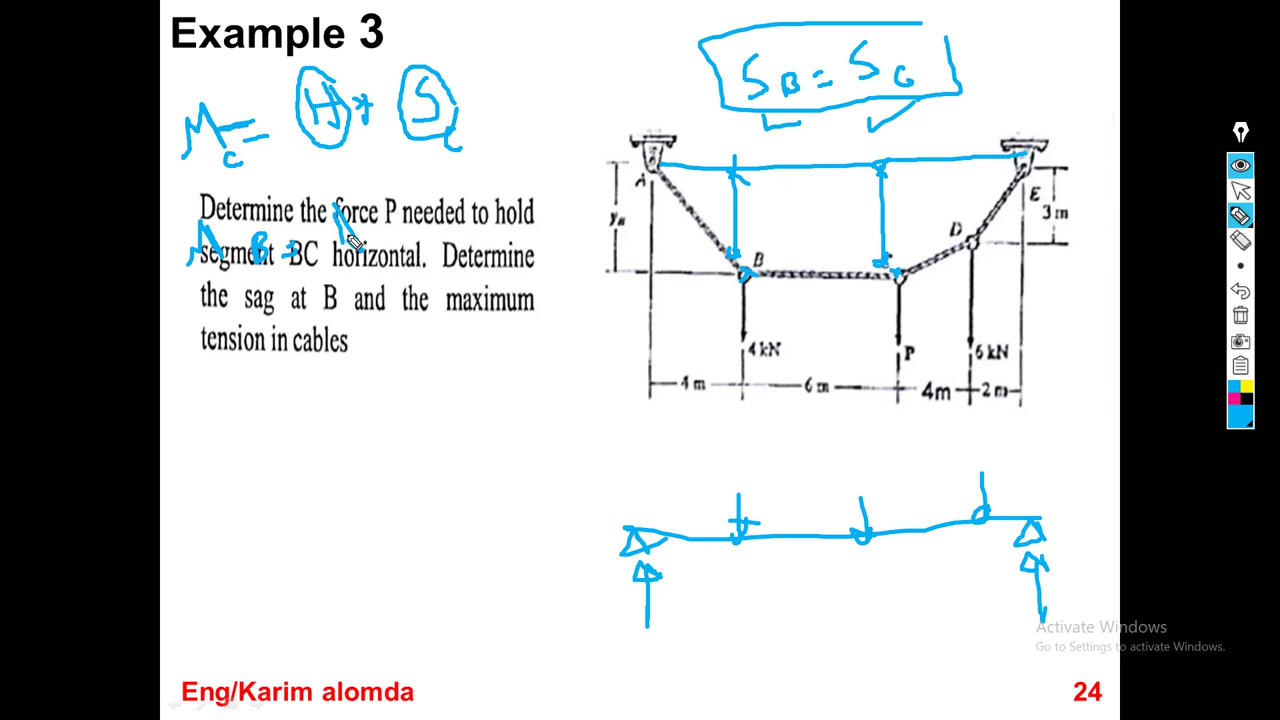 Example 3
S B = S C
M C = H * S C
Determine the force P needed to hold
M B =
segment BC horizontal. Determine
the sag at B and the maximum
tension in cables
A
E
y_B
3 m
D
B
4 kN
P
6 kN
4 m
6 m
4m
2 m
Activate Windows
Go to Settings to activate Windows.
Eng/Karim alomda
24